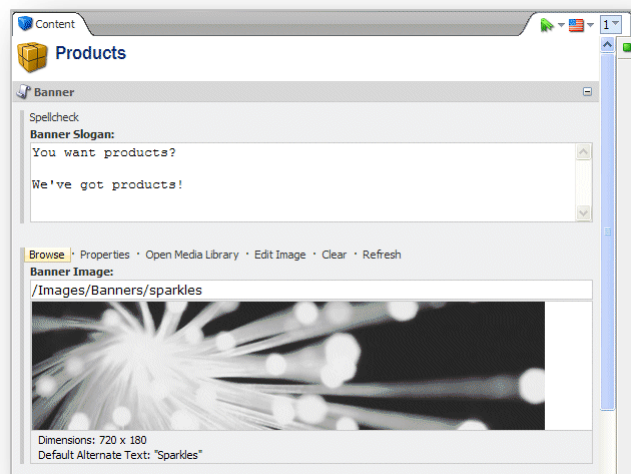 Content
1
Products
Banner
Spellcheck
Banner Slogan:
You want products?
We've got products!
Browse · Properties · Open Media Library · Edit Image · Clear · Refresh
Banner Image:
/Images/Banners/sparkles
Dimensions: 720 x 180
Default Alternate Text: "Sparkles"